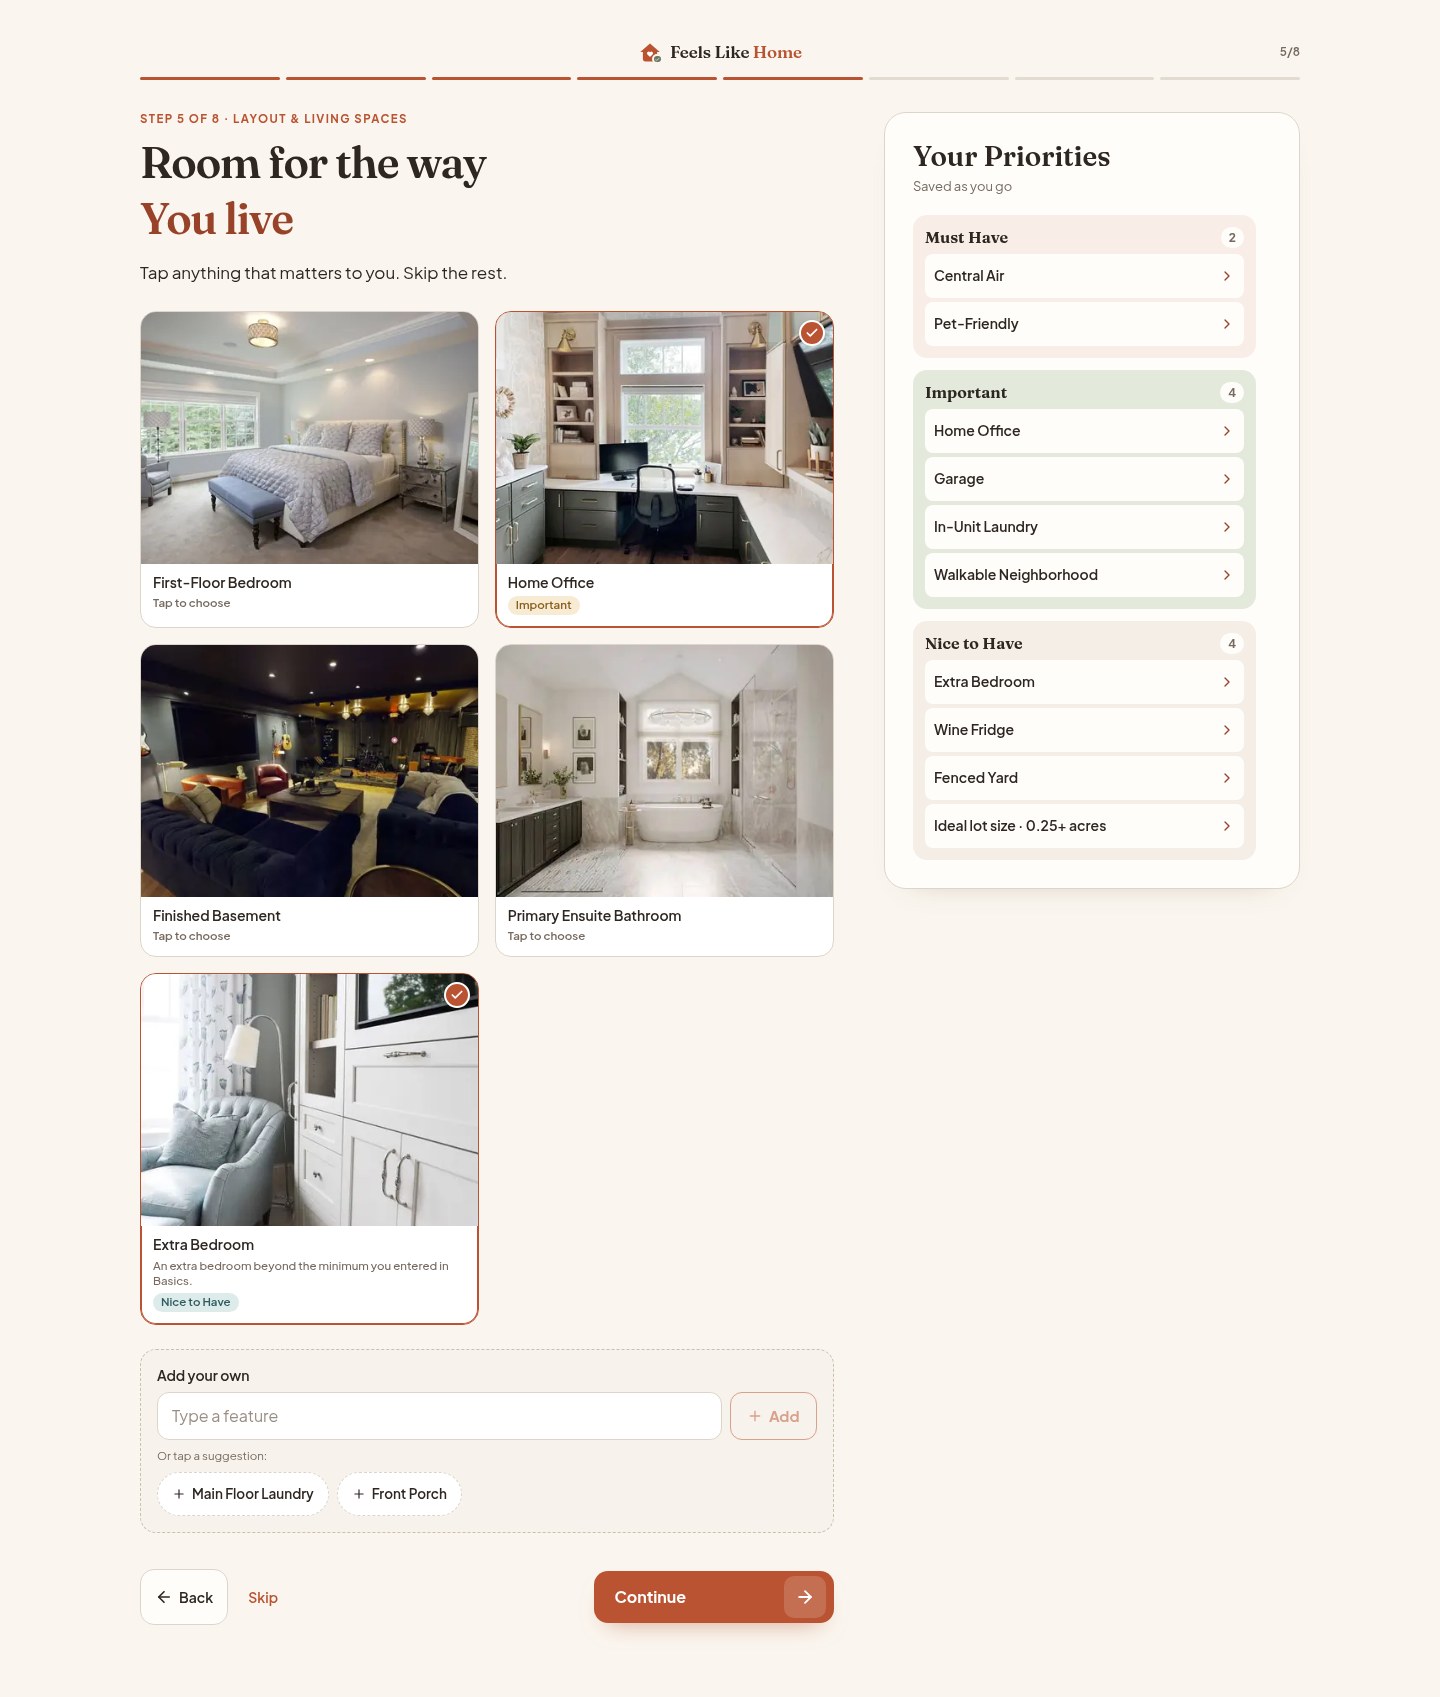 Feels Like Home
5/8
STEP 5 OF 8 · LAYOUT & LIVING SPACES
Room for the way
You live
Tap anything that matters to you. Skip the rest.
First-Floor Bedroom
Tap to choose
Home Office
Important
Finished Basement
Tap to choose
Primary Ensuite Bathroom
Tap to choose
Extra Bedroom
An extra bedroom beyond the minimum you entered in
Basics.
Nice to Have
Add your own
Type a feature
+ Add
Or tap a suggestion:
+ Main Floor Laundry
+ Front Porch
← Back
Skip
Continue →
Your Priorities
Saved as you go
Must Have
2
Central Air
Pet-Friendly
Important
4
Home Office
Garage
In-Unit Laundry
Walkable Neighborhood
Nice to Have
4
Extra Bedroom
Wine Fridge
Fenced Yard
Ideal lot size · 0.25+ acres